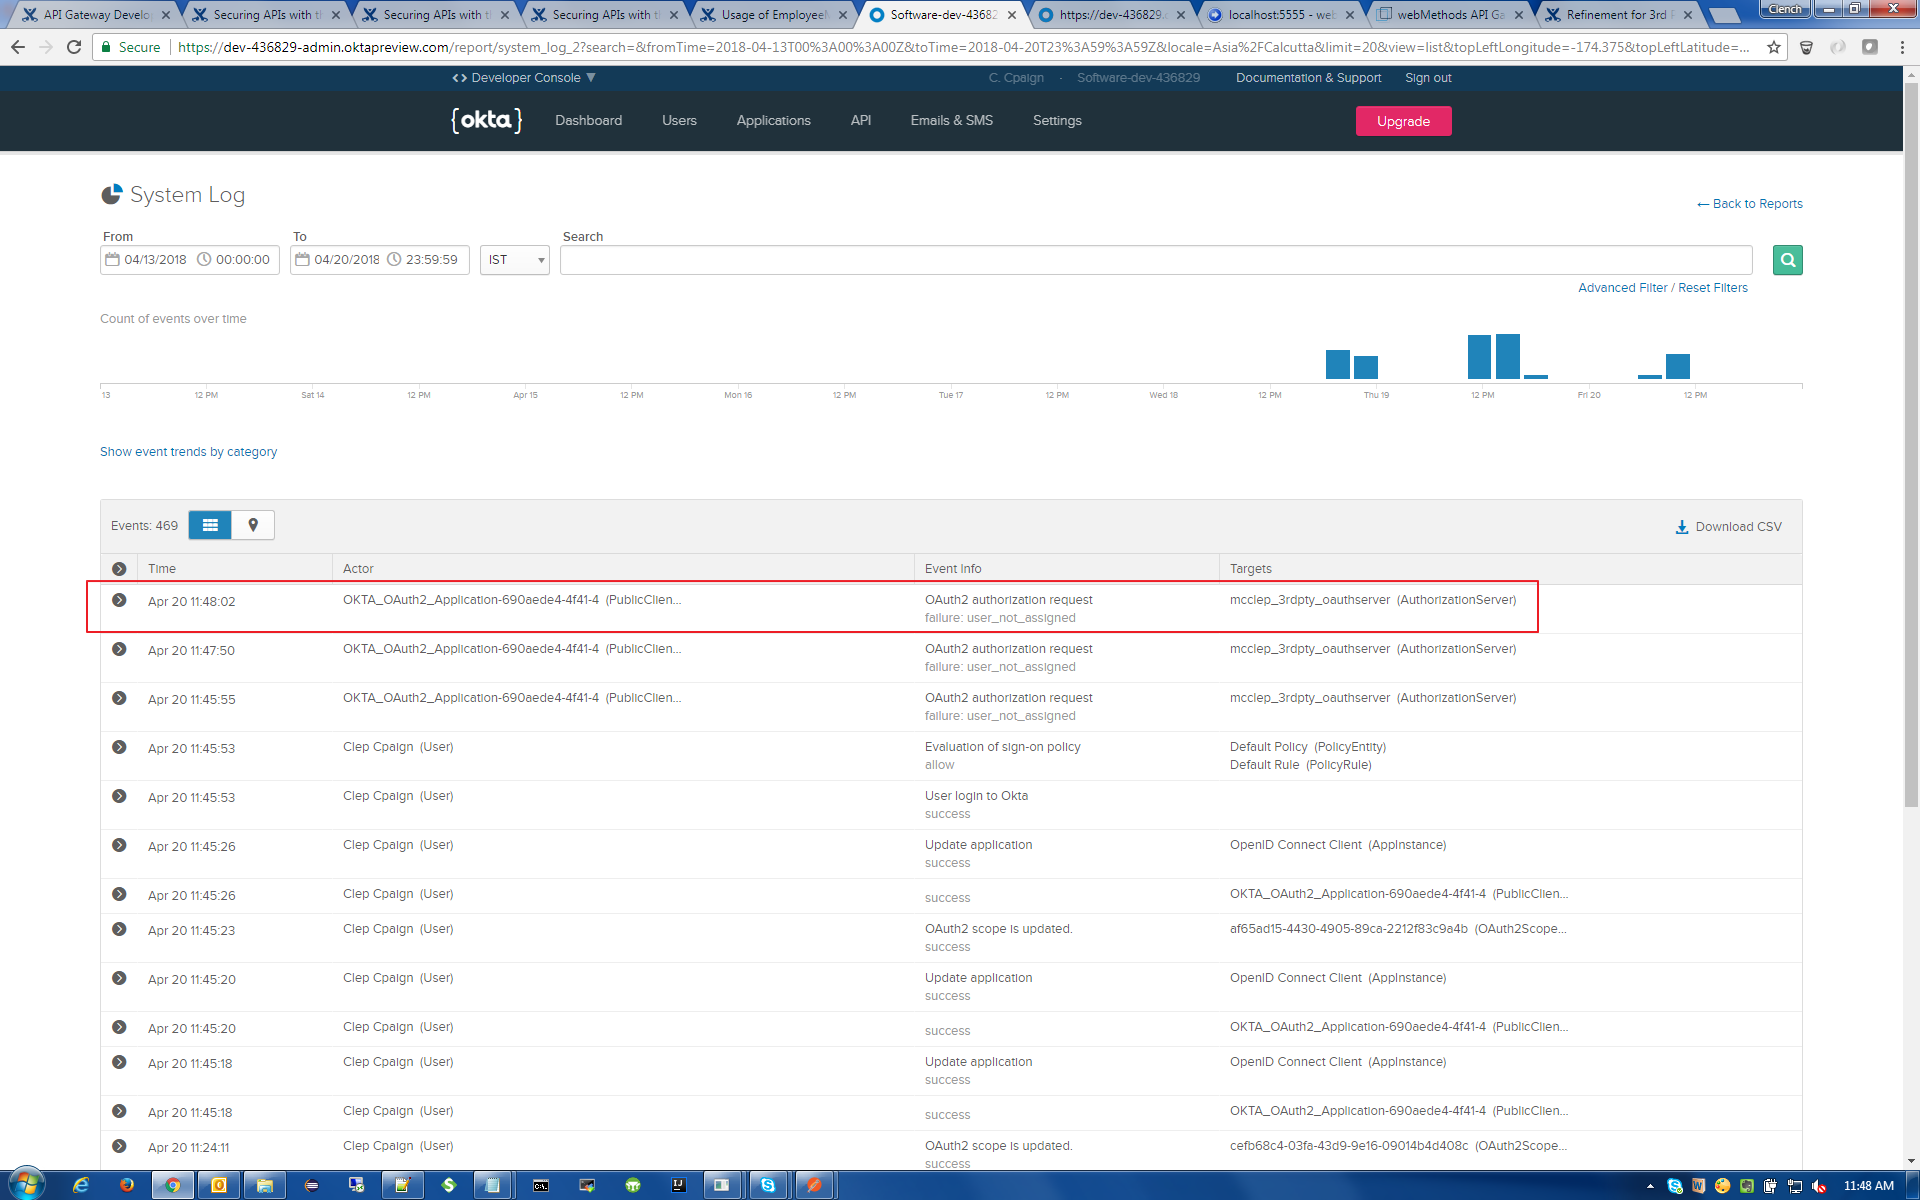 API Gateway Develo
Securing APIs with t
Securing APIs with t
Securing APIs with t
Usage of Employee
Software-dev-43682
https://dev-436829.
localhost:5555 - we
webMethods API Ga
Refinement for 3rd
Clench
Secure
https://dev-436829-admin.oktapreview.com/report/system_log_2?search=&fromTime=2018-04-13T00%3A00%3A00Z&toTime=2018-04-20T23%3A59%3A59Z&locale=Asia%2FCalcutta&limit=20&view=list&topLeftLongitude=-174.375&topLeftLatitude=...
<> Developer Console ▼
C. Cpaign · Software-dev-436829
Documentation & Support
Sign out
{okta}
Dashboard
Users
Applications
API
Emails & SMS
Settings
Upgrade
System Log
← Back to Reports
From
To
Search
04/13/2018 00:00:00
04/20/2018 23:59:59
IST
Advanced Filter / Reset Filters
Count of events over time
13 12 PM Sat 14 12 PM Apr 15 12 PM Mon 16 12 PM Tue 17 12 PM Wed 18 12 PM Thu 19 12 PM Fri 20 12 PM
Show event trends by category
Events: 469
Download CSV
Time Actor Event Info Targets
Apr 20 11:48:02 OKTA_OAuth2_Application-690aede4-4f41-4 (PublicClien... OAuth2 authorization request mcclep_3rdpty_oauthserver (AuthorizationServer)
failure: user_not_assigned
Apr 20 11:47:50 OKTA_OAuth2_Application-690aede4-4f41-4 (PublicClien... OAuth2 authorization request mcclep_3rdpty_oauthserver (AuthorizationServer)
failure: user_not_assigned
Apr 20 11:45:55 OKTA_OAuth2_Application-690aede4-4f41-4 (PublicClien... OAuth2 authorization request mcclep_3rdpty_oauthserver (AuthorizationServer)
failure: user_not_assigned
Apr 20 11:45:53 Clep Cpaign (User) Evaluation of sign-on policy Default Policy (PolicyEntity)
allow Default Rule (PolicyRule)
Apr 20 11:45:53 Clep Cpaign (User) User login to Okta
success
Apr 20 11:45:26 Clep Cpaign (User) Update application OpenID Connect Client (AppInstance)
success
Apr 20 11:45:26 Clep Cpaign (User) success OKTA_OAuth2_Application-690aede4-4f41-4 (PublicClien...
Apr 20 11:45:23 Clep Cpaign (User) OAuth2 scope is updated. af65ad15-4430-4905-89ca-2212f83c9a4b (OAuth2Scope...
success
Apr 20 11:45:20 Clep Cpaign (User) Update application OpenID Connect Client (AppInstance)
success
Apr 20 11:45:20 Clep Cpaign (User) success OKTA_OAuth2_Application-690aede4-4f41-4 (PublicClien...
Apr 20 11:45:18 Clep Cpaign (User) Update application OpenID Connect Client (AppInstance)
success
Apr 20 11:45:18 Clep Cpaign (User) success OKTA_OAuth2_Application-690aede4-4f41-4 (PublicClien...
Apr 20 11:24:11 Clep Cpaign (User) OAuth2 scope is updated. cefb68c4-03fa-43d9-9e16-09014b4d408c (OAuth2Scope...
success
11:48 AM